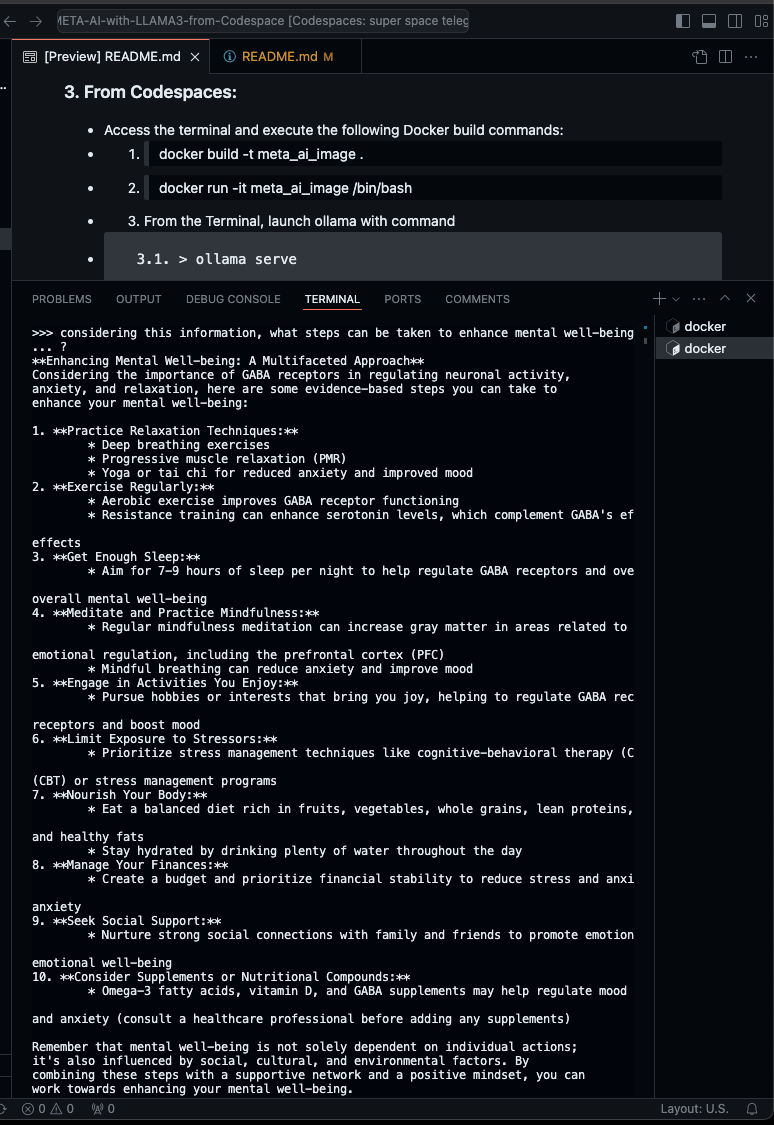 META-AI-with-LLAMA3-from-Codespace [Codespaces: super space teleg
[Preview] README.md
README.md M
3. From Codespaces:
• Access the terminal and execute the following Docker build commands:
• 1. docker build -t meta_ai_image .
• 2. docker run -it meta_ai_image /bin/bash
• 3. From the Terminal, launch ollama with command
• 3.1. > ollama serve
PROBLEMS OUTPUT DEBUG CONSOLE TERMINAL PORTS COMMENTS
docker
docker
>>> considering this information, what steps can be taken to enhance mental well-being
... ?
**Enhancing Mental Well-being: A Multifaceted Approach**
Considering the importance of GABA receptors in regulating neuronal activity,
anxiety, and relaxation, here are some evidence-based steps you can take to
enhance your mental well-being:
1. **Practice Relaxation Techniques:**
* Deep breathing exercises
* Progressive muscle relaxation (PMR)
* Yoga or tai chi for reduced anxiety and improved mood
2. **Exercise Regularly:**
* Aerobic exercise improves GABA receptor functioning
* Resistance training can enhance serotonin levels, which complement GABA's ef
effects
3. **Get Enough Sleep:**
* Aim for 7-9 hours of sleep per night to help regulate GABA receptors and ove
overall mental well-being
4. **Meditate and Practice Mindfulness:**
* Regular mindfulness meditation can increase gray matter in areas related to
emotional regulation, including the prefrontal cortex (PFC)
* Mindful breathing can reduce anxiety and improve mood
5. **Engage in Activities You Enjoy:**
* Pursue hobbies or interests that bring you joy, helping to regulate GABA rec
receptors and boost mood
6. **Limit Exposure to Stressors:**
* Prioritize stress management techniques like cognitive-behavioral therapy (C
(CBT) or stress management programs
7. **Nourish Your Body:**
* Eat a balanced diet rich in fruits, vegetables, whole grains, lean proteins,
and healthy fats
* Stay hydrated by drinking plenty of water throughout the day
8. **Manage Your Finances:**
* Create a budget and prioritize financial stability to reduce stress and anxi
anxiety
9. **Seek Social Support:**
* Nurture strong social connections with family and friends to promote emotion
emotional well-being
10. **Consider Supplements or Nutritional Compounds:**
* Omega-3 fatty acids, vitamin D, and GABA supplements may help regulate mood
and anxiety (consult a healthcare professional before adding any supplements)
Remember that mental well-being is not solely dependent on individual actions;
it's also influenced by social, cultural, and environmental factors. By
combining these steps with a supportive network and a positive mindset, you can
work towards enhancing your mental well-being.
0 0 0
Layout: U.S.